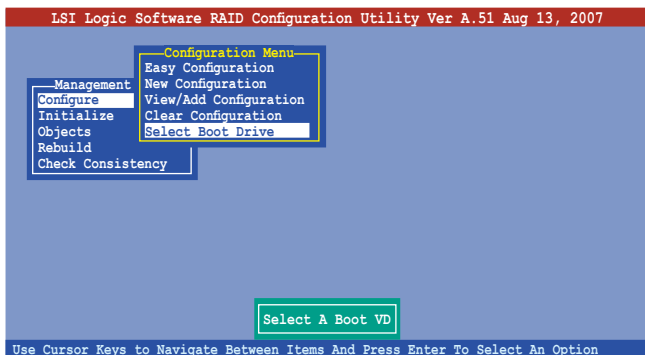 LSI Logic Software RAID Configuration Utility Ver A.51 Aug 13, 2007
Configuration Menu
Easy Configuration
New Configuration
View/Add Configuration
Clear Configuration
Select Boot Drive
Management
Configure
Initialize
Objects
Rebuild
Check Consistency
Select A Boot VD
Use Cursor Keys to Navigate Between Items And Press Enter To Select An Option